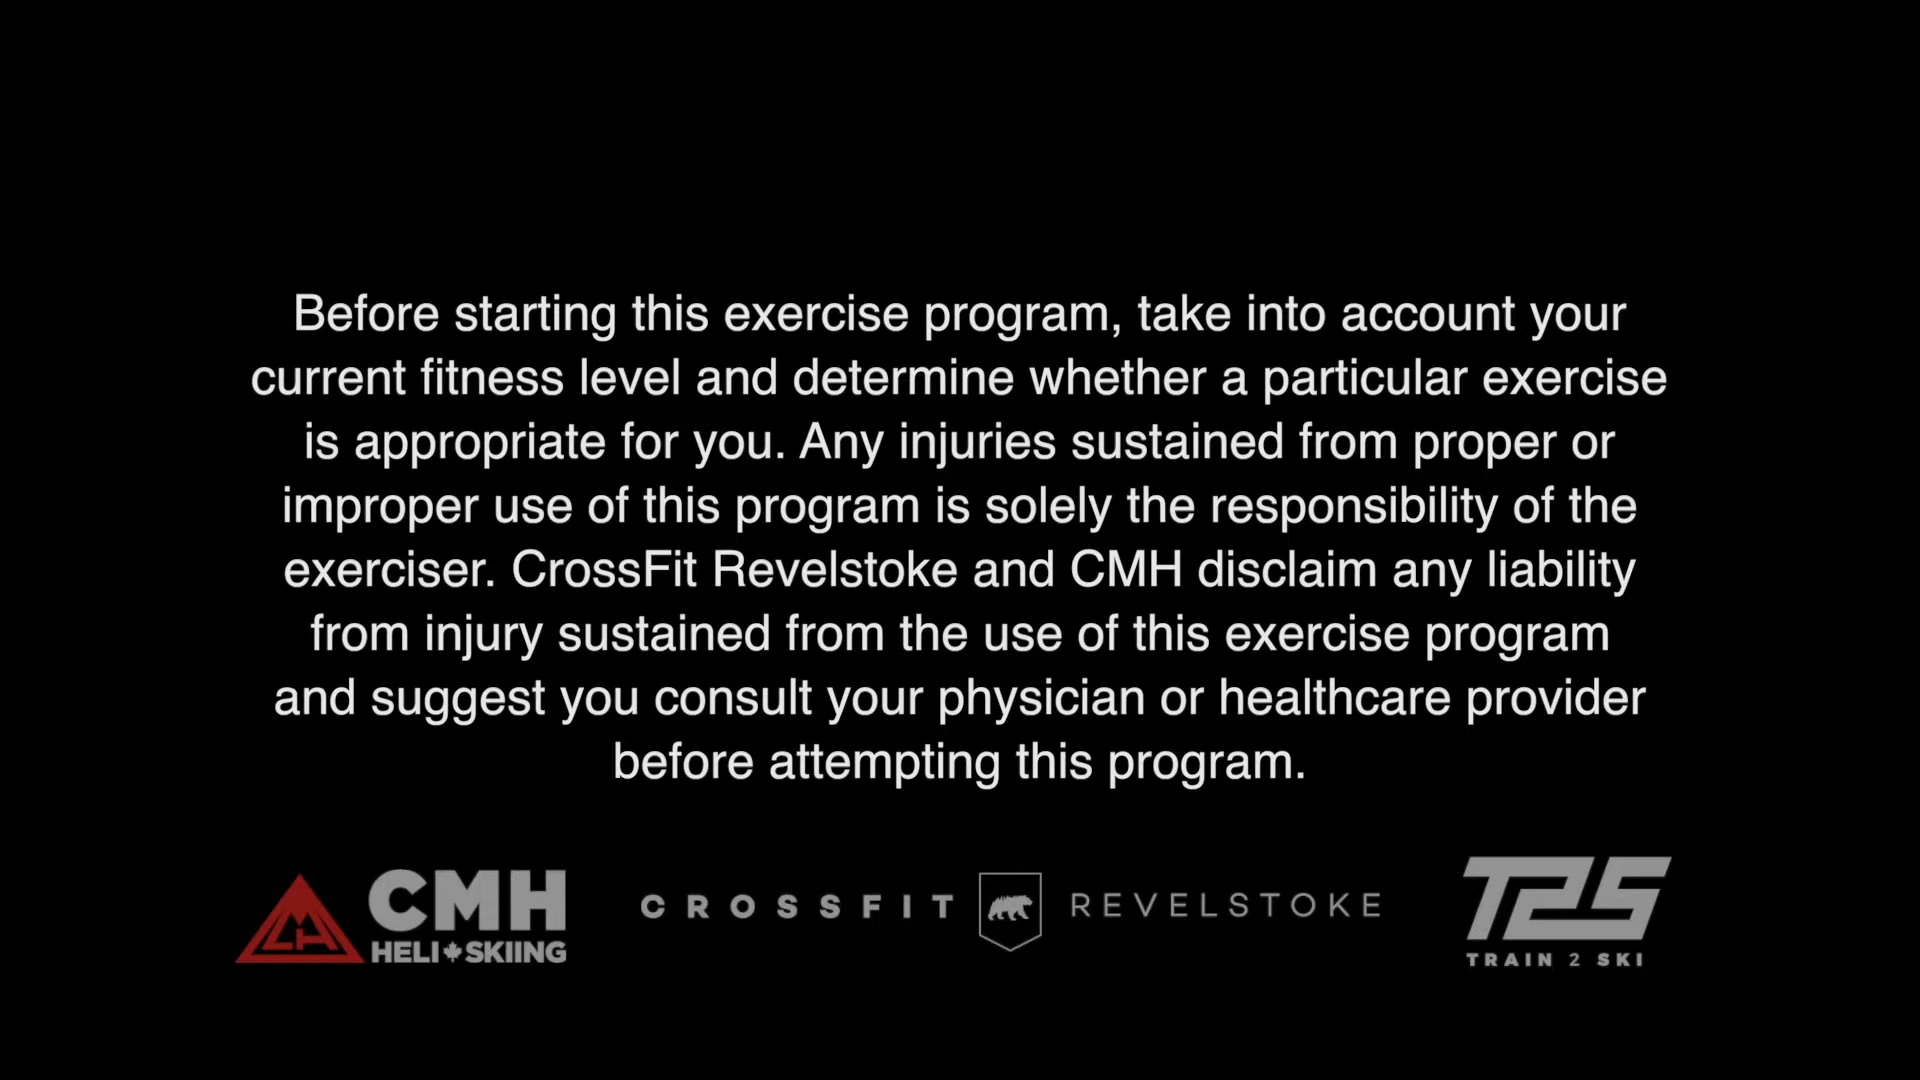 Before starting this exercise program, take into account your
current fitness level and determine whether a particular exercise
is appropriate for you. Any injuries sustained from proper or
improper use of this program is solely the responsibility of the
exerciser. CrossFit Revelstoke and CMH disclaim any liability
from injury sustained from the use of this exercise program
and suggest you consult your physician or healthcare provider
before attempting this program.
CMH
HELI SKIING
CROSSFIT REVELSTOKE
T2S
TRAIN 2 SKI